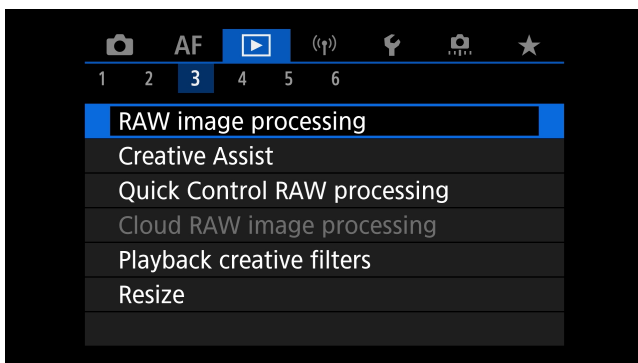 AF
1 2 3 4 5 6
RAW image processing
Creative Assist
Quick Control RAW processing
Cloud RAW image processing
Playback creative filters
Resize